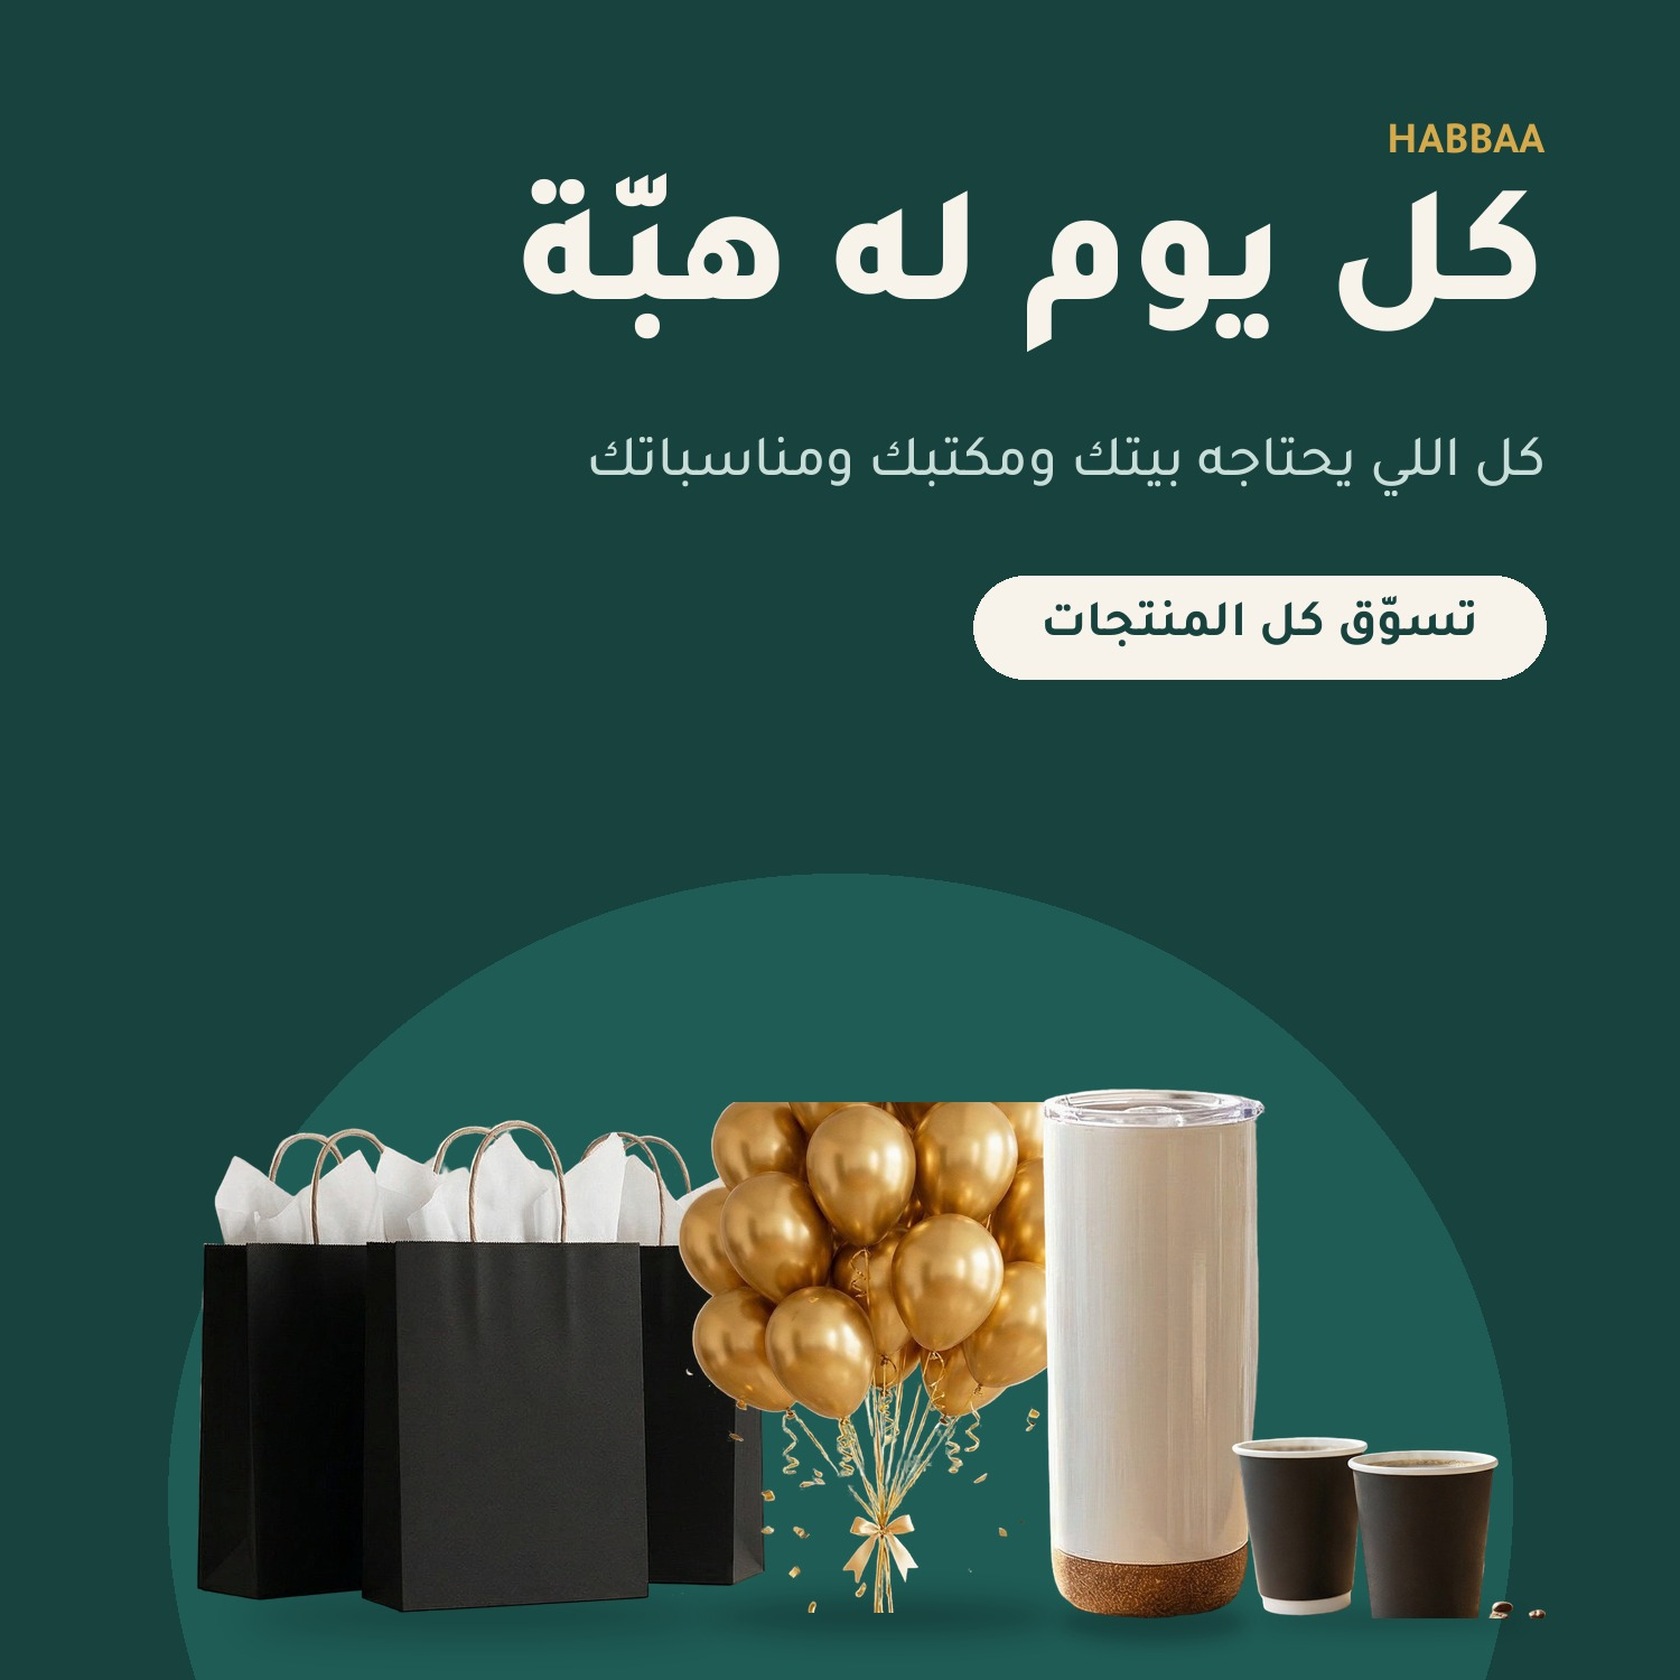 HABBAA
كل يوم له هبّة
كل اللي يحتاجه بيتك ومكتبك ومناسباتك
تسوّق كل المنتجات